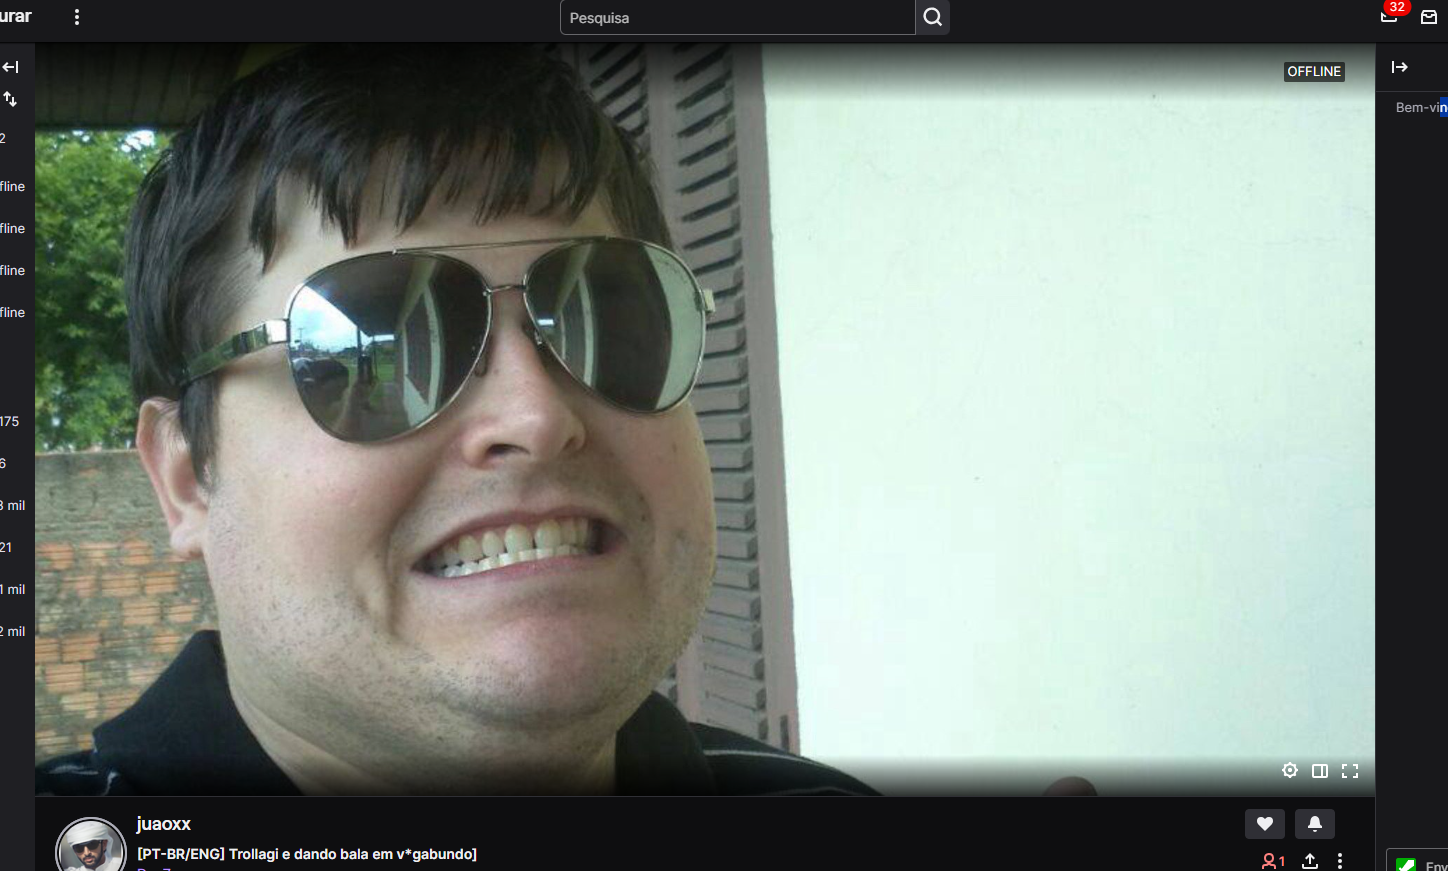 urar
Pesquisa
32
OFFLINE
Bem-vin
2
fline
fline
fline
fline
175
6
3 mil
21
1 mil
2 mil
juaoxx
[PT-BR/ENG] Trollagi e dando bala em v*gabundo]
1
Env